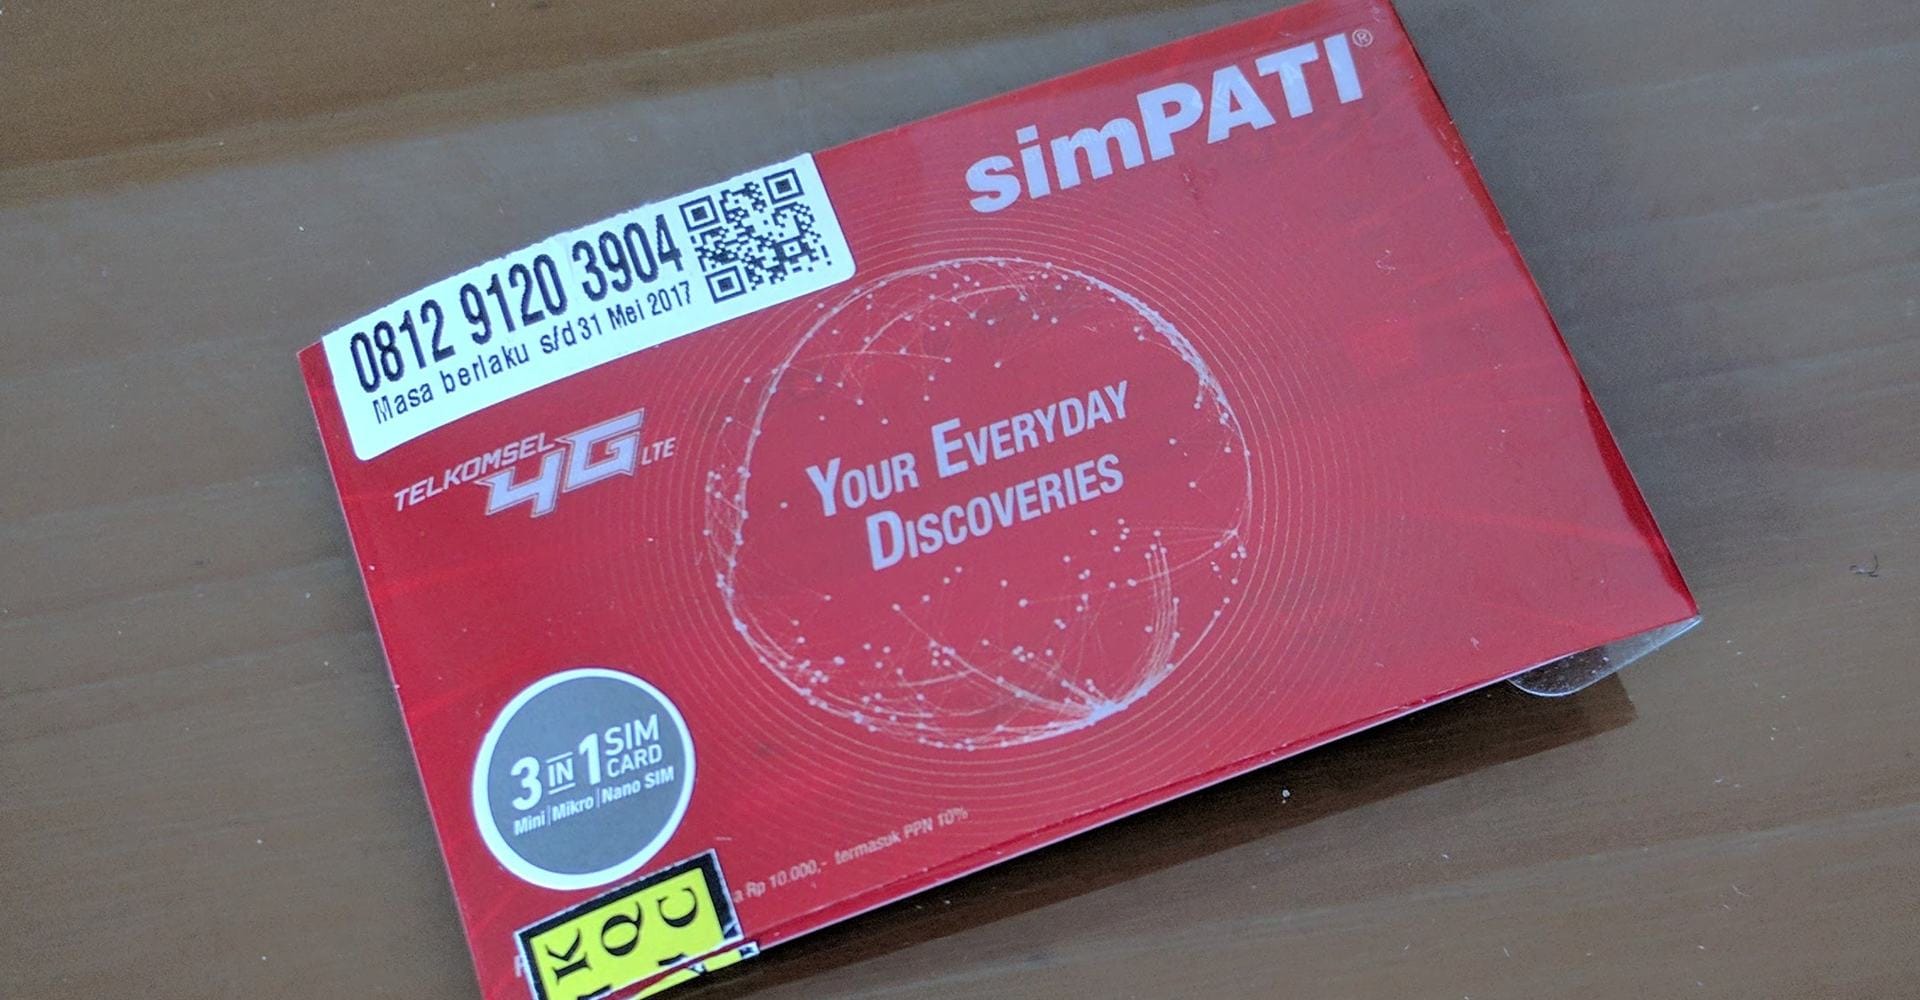 simPATI®
0812 9120 3904
Masa berlaku s/d 31 Mei 2017
TELKOMSEL
4G LTE
YOUR EVERYDAY
DISCOVERIES
3 IN 1 SIM
CARD
Mini|Mikro|Nano SIM
Rp 10.000,- termasuk PPN 10%
K
Q
C